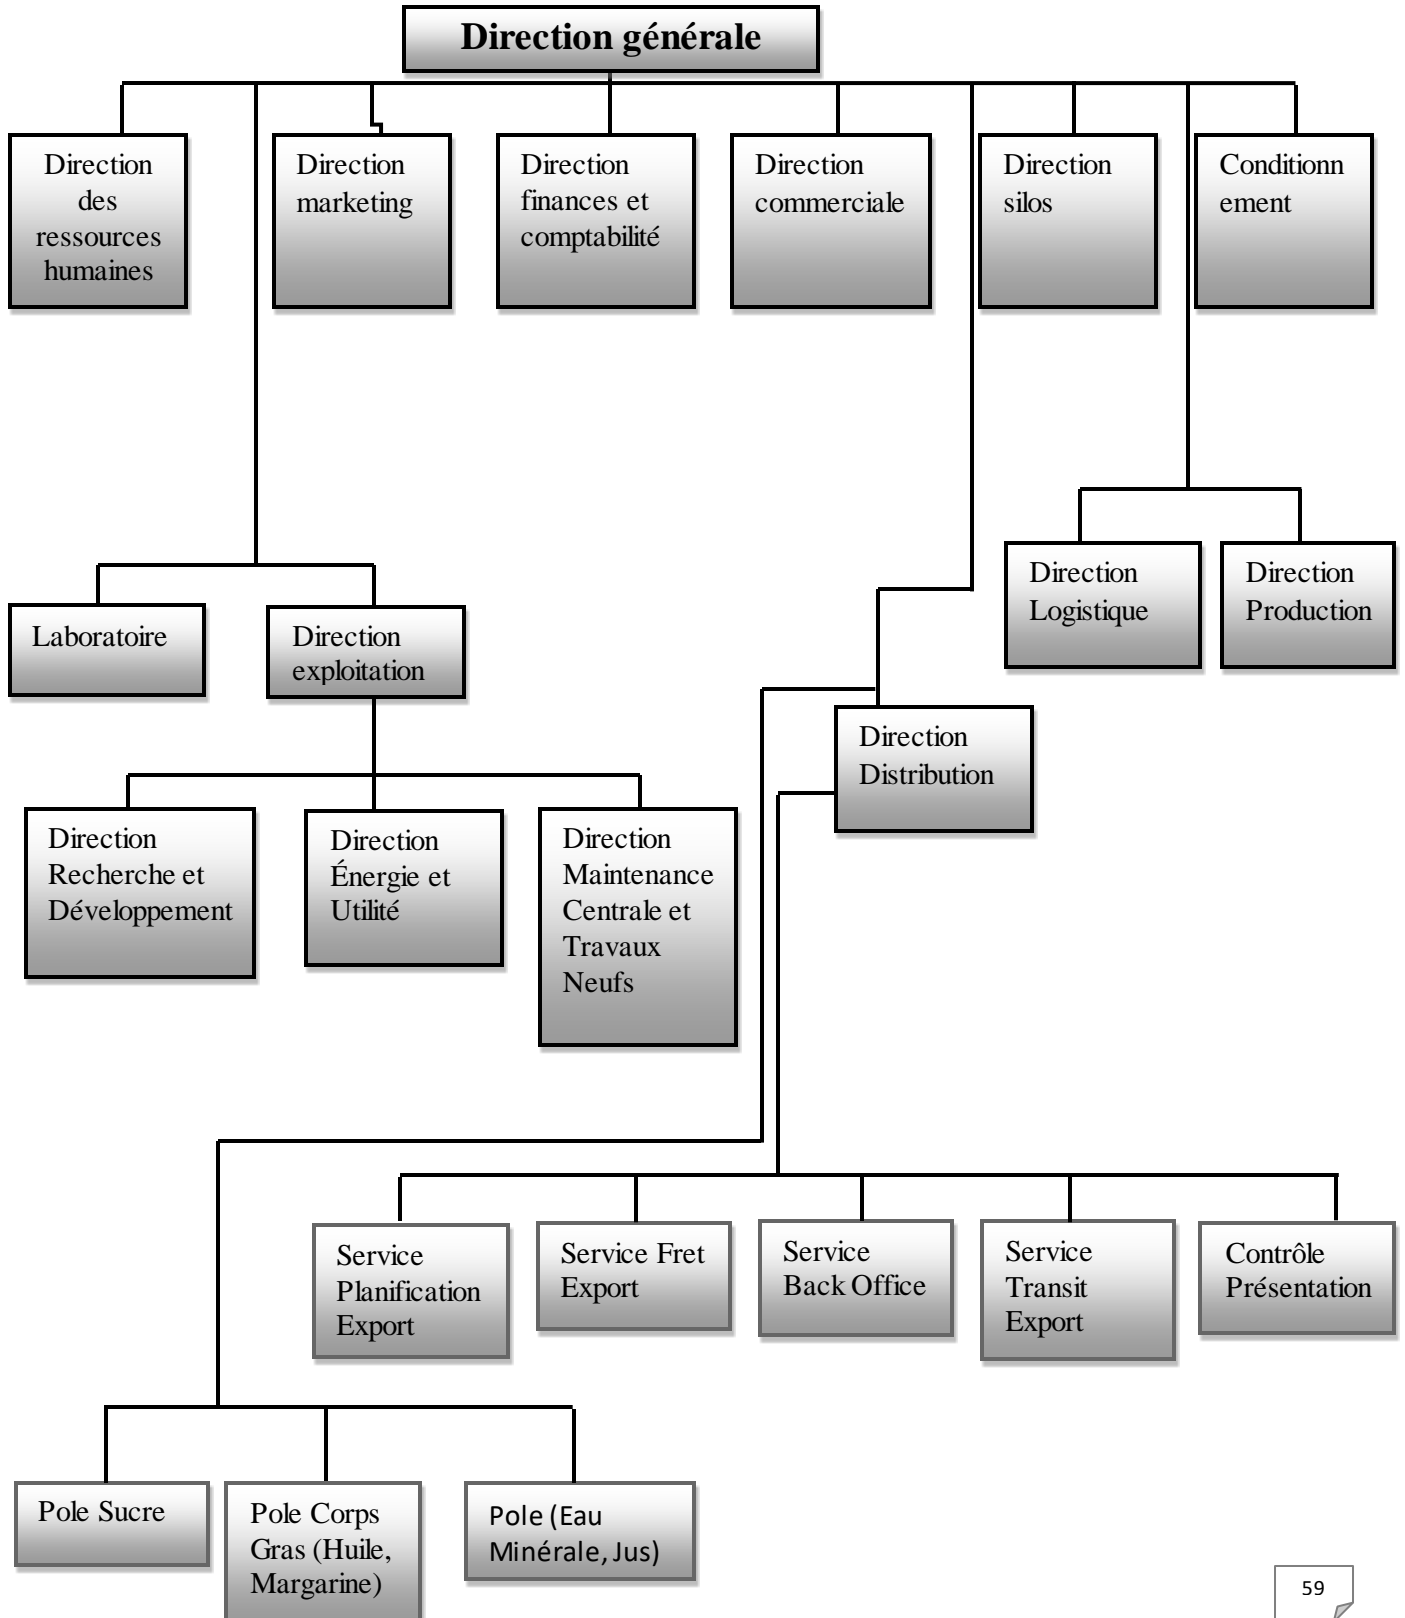 Direction générale
Direction
des
ressources
humaines
Direction
marketing
Direction
finances et
comptabilité
Direction
commerciale
Direction
silos
Conditionn
ement
Direction
Logistique
Direction
Production
Laboratoire
Direction
exploitation
Direction
Distribution
Direction
Recherche et
Développement
Direction
Énergie et
Utilité
Direction
Maintenance
Centrale et
Travaux
Neufs
Service
Planification
Export
Service Fret
Export
Service
Back Office
Service
Transit
Export
Contrôle
Présentation
Pole Sucre
Pole Corps
Gras (Huile,
Margarine)
Pole (Eau
Minérale, Jus)
59